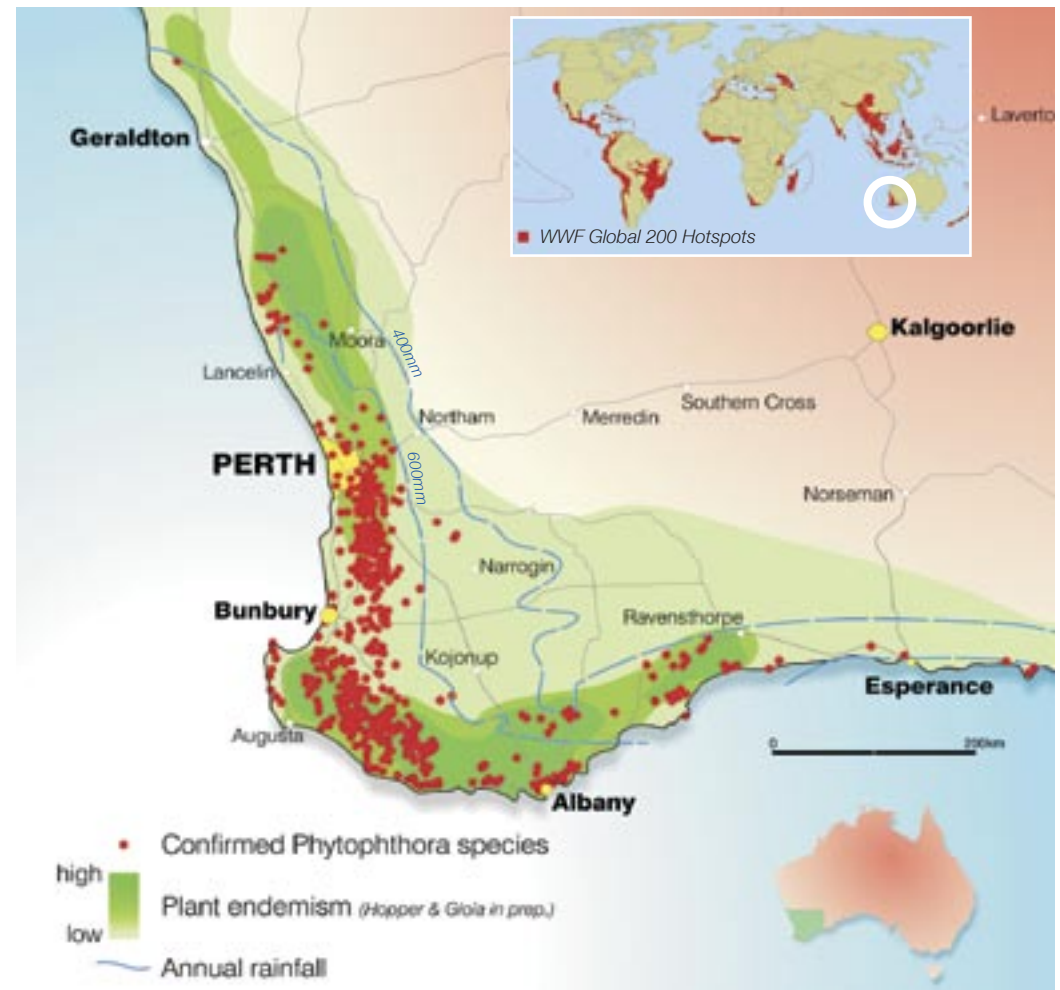 WWF Global 200 Hotspots
Laverto
Geraldton
Kalgoorlie
Moora
400mm
Lancelin
Southern Cross
Northam
Merredin
PERTH
600mm
Norseman
Narrogin
Bunbury
Ravensthorpe
Kojonup
Esperance
Augusta
0
200km
Albany
Confirmed Phytophthora species
high
Plant endemism (Hopper & Gioia in prep.)
low
Annual rainfall